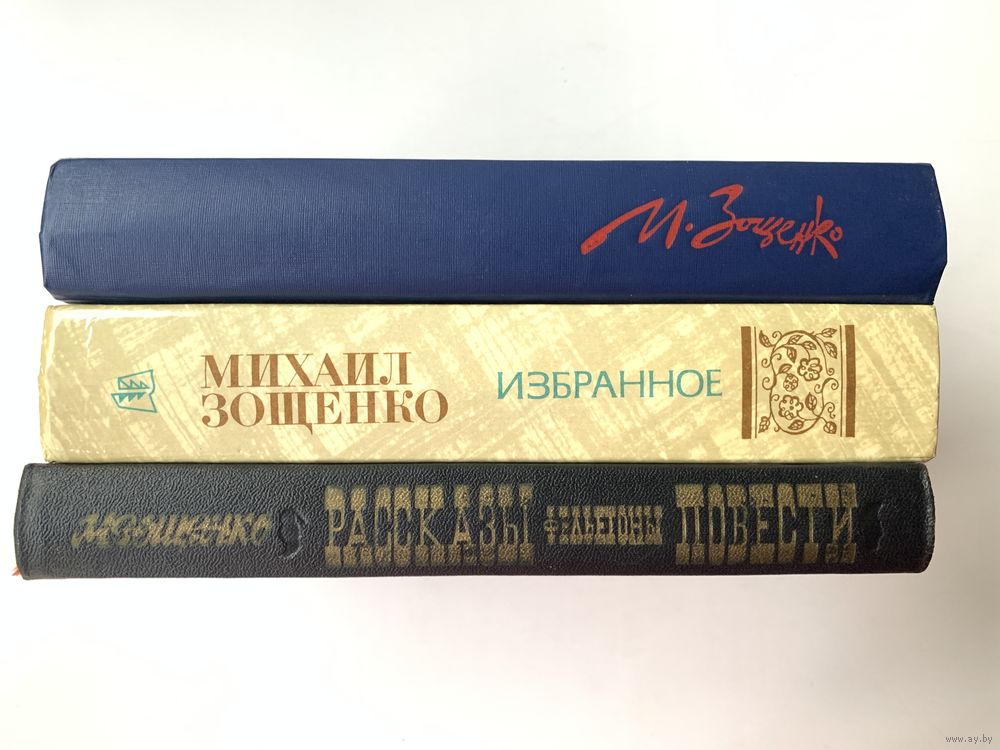 М. Зощенко
МИХАИЛ
ЗОЩЕНКО
ИЗБРАННОЕ
М.ЗОЩЕНКО РАССКАЗЫ ФЕЛЬЕТОНЫ ПОВЕСТИ
www.ay.by